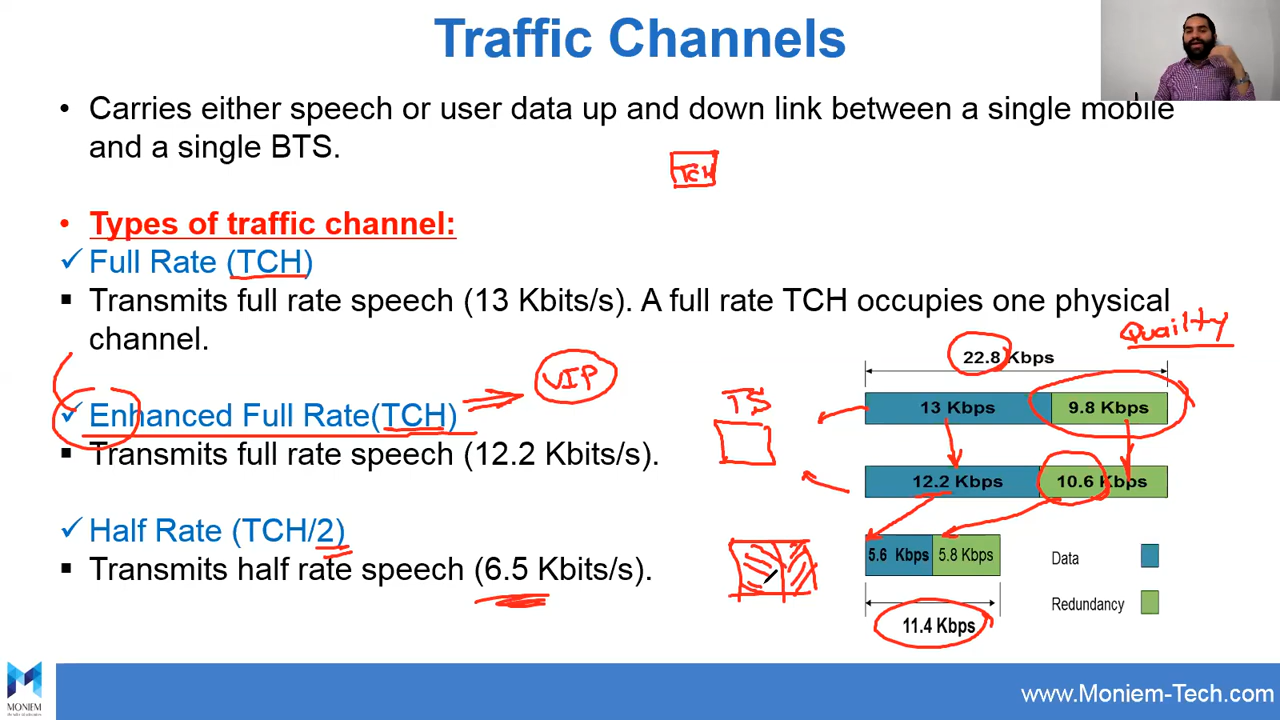 Traffic Channels
• Carries either speech or user data up and down link between a single mobile
and a single BTS.
TCH
• Types of traffic channel:
✓ Full Rate (TCH)
▪ Transmits full rate speech (13 Kbits/s). A full rate TCH occupies one physical
channel.
Quailty
22.8 Kbps
VIP
✓ Enhanced Full Rate(TCH)
TS
13 Kbps 9.8 Kbps
▪ Transmits full rate speech (12.2 Kbits/s).
12.2 Kbps 10.6 Kbps
✓ Half Rate (TCH/2)
▪ Transmits half rate speech (6.5 Kbits/s).
5.6 Kbps 5.8 Kbps
Data
Redundancy
11.4 Kbps
MONIEM
www.Moniem-Tech.com